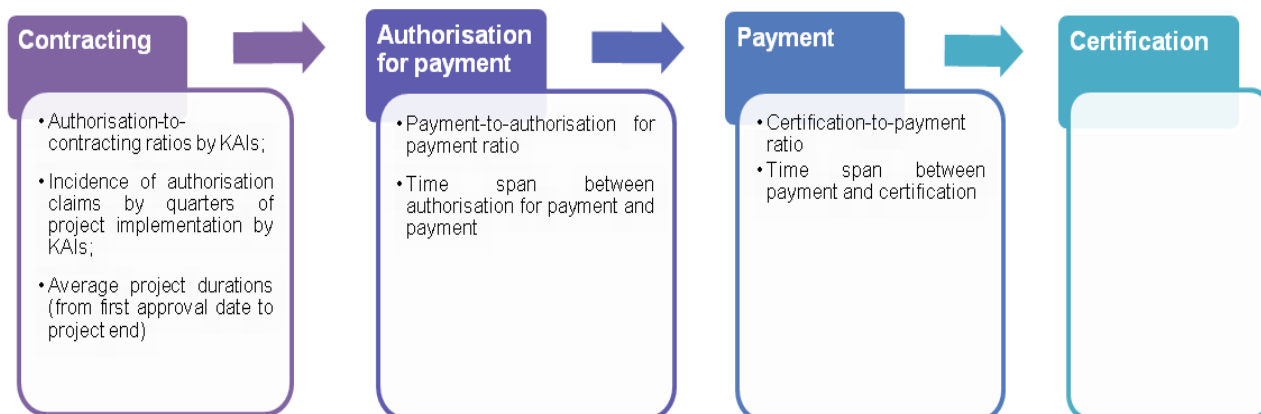 Contracting
• Authorisation-to-
contracting ratios by KAIs;
• Incidence of authorisation
claims by quarters of
project implementation by
KAIs;
• Average project durations
(from first approval date to
project end)
Authorisation
for payment
• Payment-to-authorisation for
payment ratio
• Time span between
authorisation for payment and
payment
Payment
• Certification-to-payment
ratio
• Time span between
payment and certification
Certification